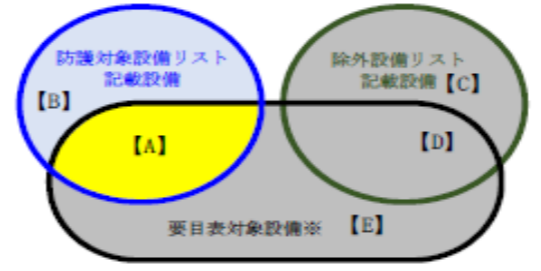 防護対象設備リスト
記載設備
【B】
【A】
除外設備リスト
記載設備【C】
【D】
要目表対象設備※ 【E】